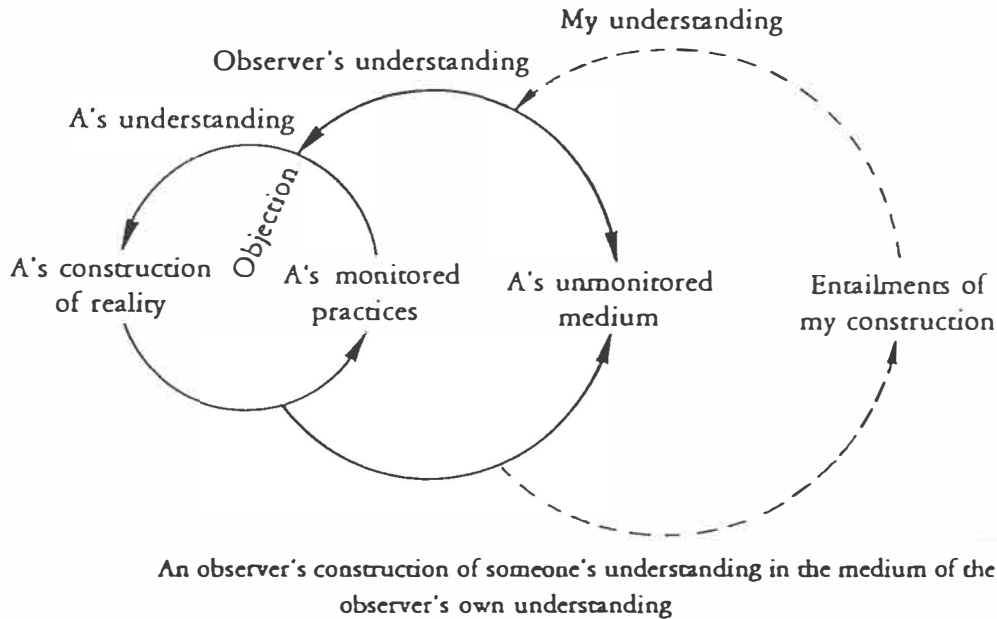 My understanding
Observer's understanding
A's understanding
Objection
A's construction
of reality
A's monitored
practices
A's unmonitored
medium
Entailments of
my construction
An observer's construction of someone's understanding in the medium of the
observer's own understanding